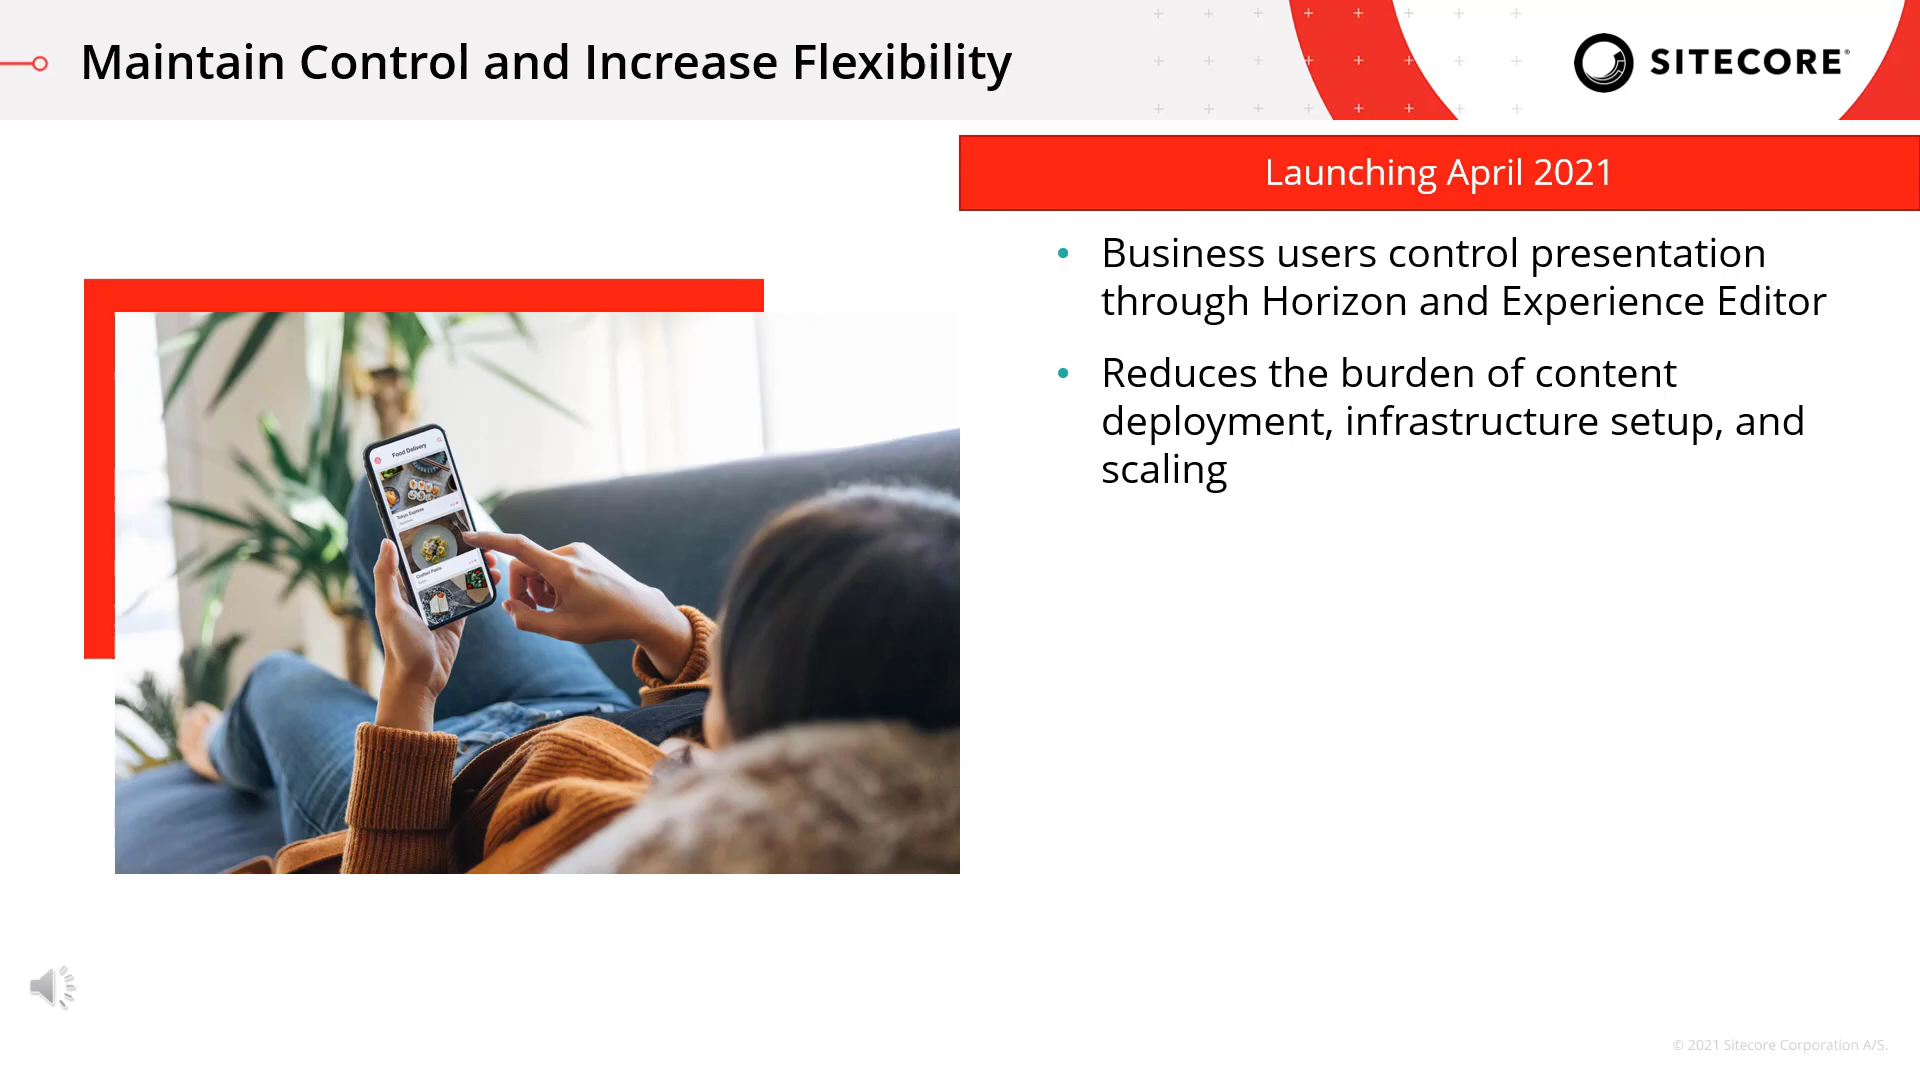 Maintain Control and Increase Flexibility
SITECORE
Launching April 2021
• Business users control presentation
through Horizon and Experience Editor
• Reduces the burden of content
deployment, infrastructure setup, and
scaling
Food Delivery
© 2021 Sitecore Corporation A/S.